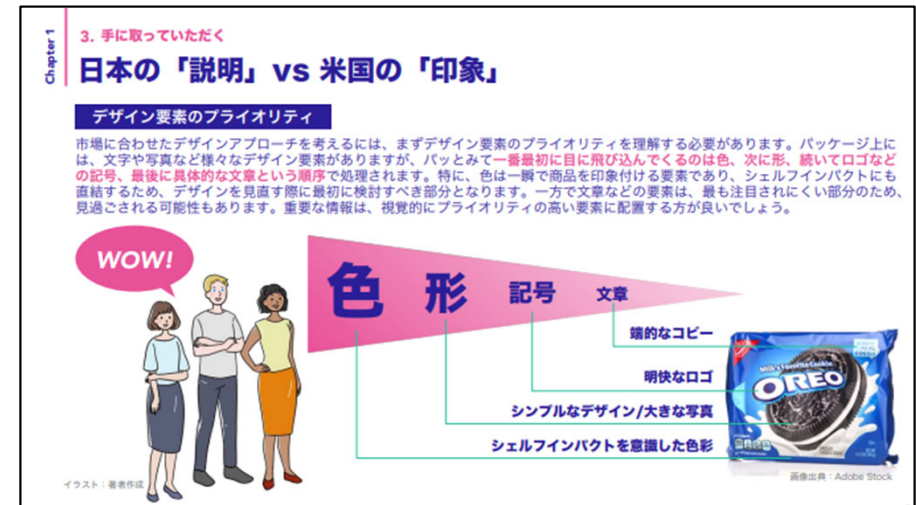 Chapter 1
3. 手に取っていただく
日本の「説明」vs 米国の「印象」
デザイン要素のプライオリティ
市場に合わせたデザインアプローチを考えるには、まずデザイン要素のプライオリティを理解する必要があります。パッケージ上に
は、文字や写真など様々なデザイン要素がありますが、パッとみて一番最初に目に飛び込んでくるのは色、次に形、続いてロゴなど
の記号、最後に具体的な文章という順序で処理されます。特に、色は一瞬で商品を印象付ける要素であり、シェルフインパクトにも
直結するため、デザインを見直す際に最初に検討すべき部分となります。一方で文章などの要素は、最も注目されにくい部分のため、
見過ごされる可能性もあります。重要な情報は、視覚的にプライオリティの高い要素に配置する方が良いでしょう。
WOW!
色 形 記号 文章
端的なコピー
明快なロゴ
シンプルなデザイン/大きな写真
シェルフインパクトを意識した色彩
Milk's Favorite Cookie
OREO
イラスト：著者作成
画像出典：Adobe Stock